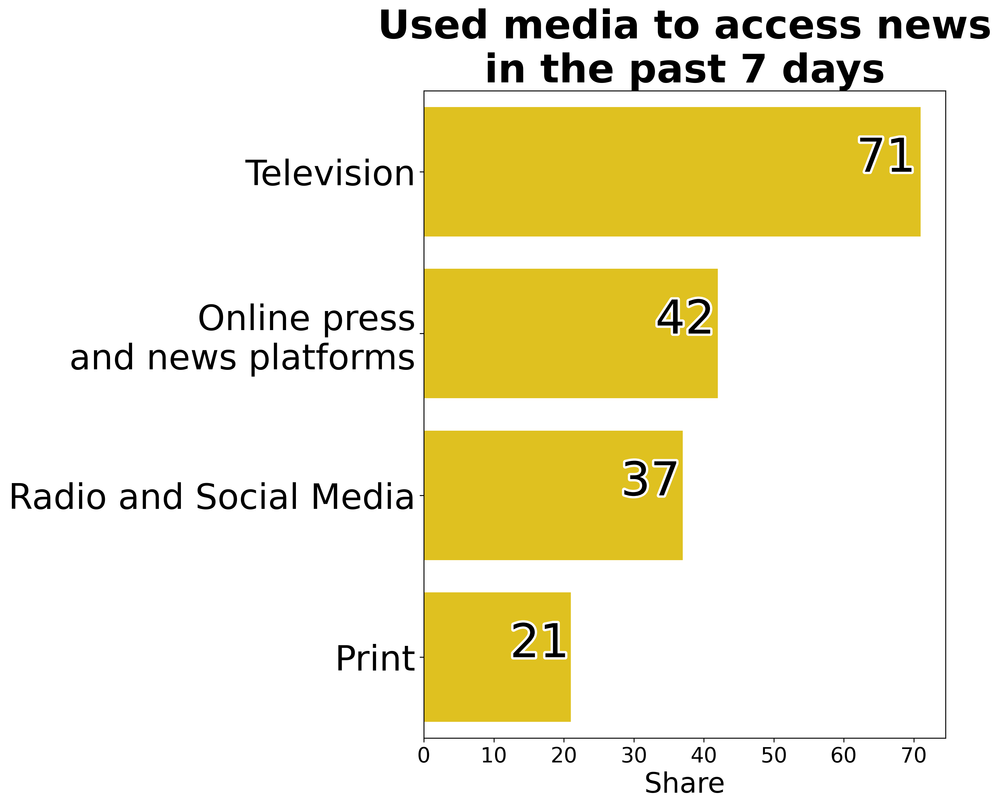 Used media to access news
in the past 7 days
Television
71
Online press
and news platforms
42
Radio and Social Media
37
Print
21
0 10 20 30 40 50 60 70
Share